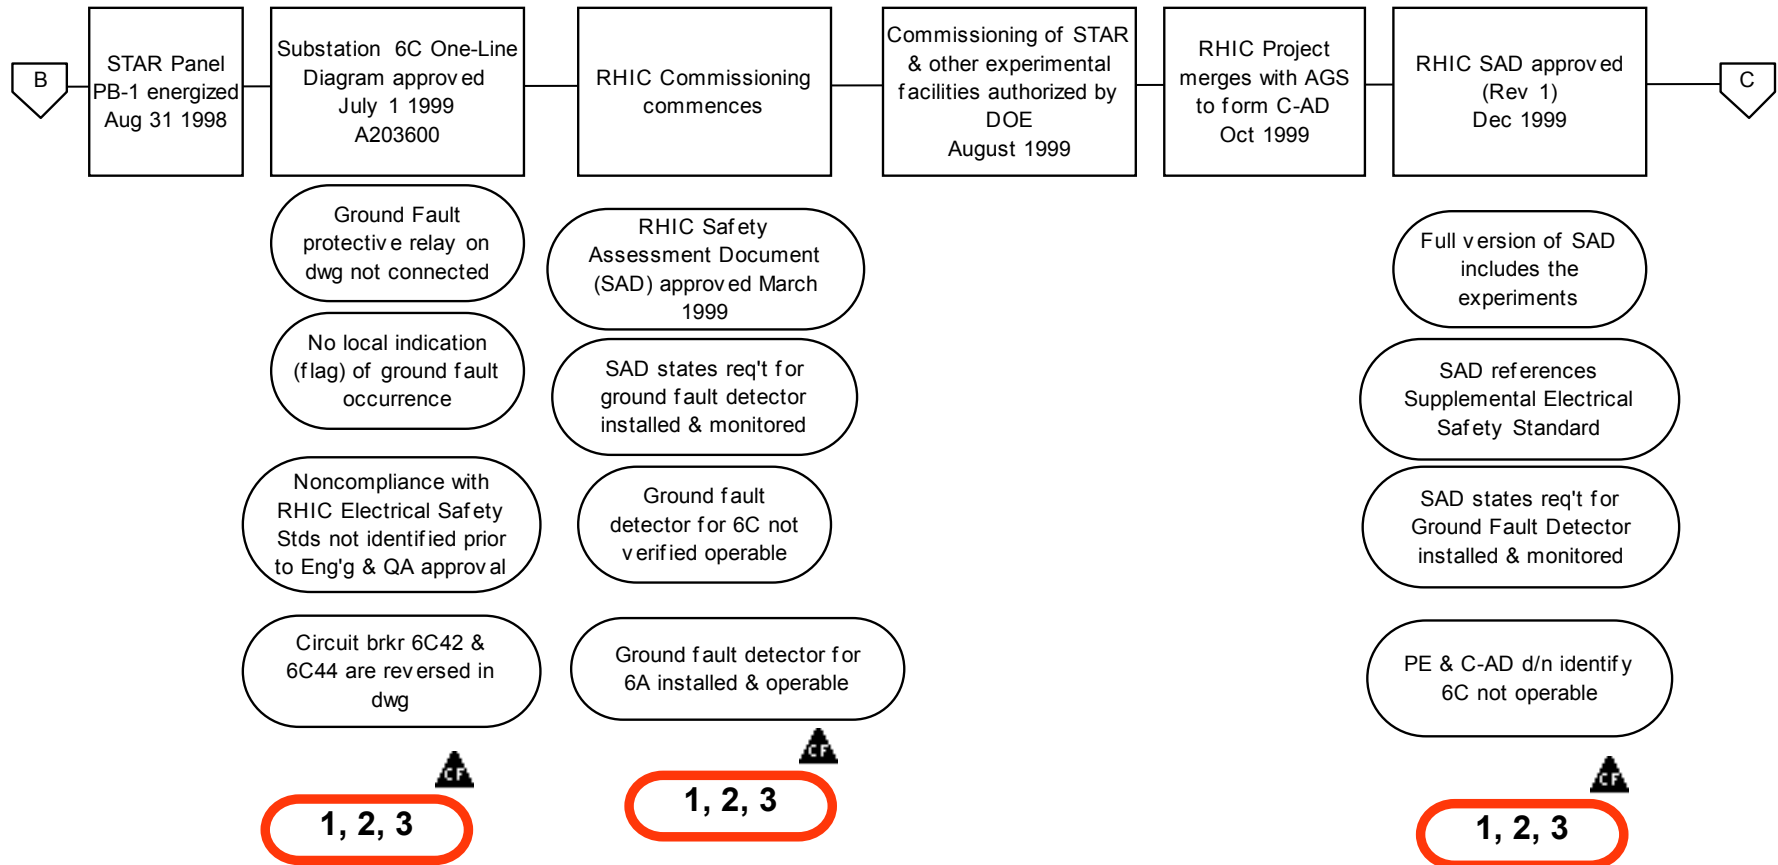 B
STAR Panel
PB-1 energized
Aug 31 1998
Substation 6C One-Line
Diagram approved
July 1 1999
A203600
RHIC Commissioning
commences
Commissioning of STAR
& other experimental
facilities authorized by
DOE
August 1999
RHIC Project
merges with AGS
to form C-AD
Oct 1999
RHIC SAD approved
(Rev 1)
Dec 1999
C
Ground Fault
protective relay on
dwg not connected
No local indication
(flag) of ground fault
occurrence
Noncompliance with
RHIC Electrical Safety
Stds not identified prior
to Eng'g & QA approval
Circuit brkr 6C42 &
6C44 are reversed in
dwg
CF
1, 2, 3
RHIC Safety
Assessment Document
(SAD) approved March
1999
SAD states req't for
ground fault detector
installed & monitored
Ground fault
detector for 6C not
verified operable
Ground fault detector for
6A installed & operable
CF
1, 2, 3
Full version of SAD
includes the
experiments
SAD references
Supplemental Electrical
Safety Standard
SAD states req't for
Ground Fault Detector
installed & monitored
PE & C-AD d/n identify
6C not operable
CF
1, 2, 3